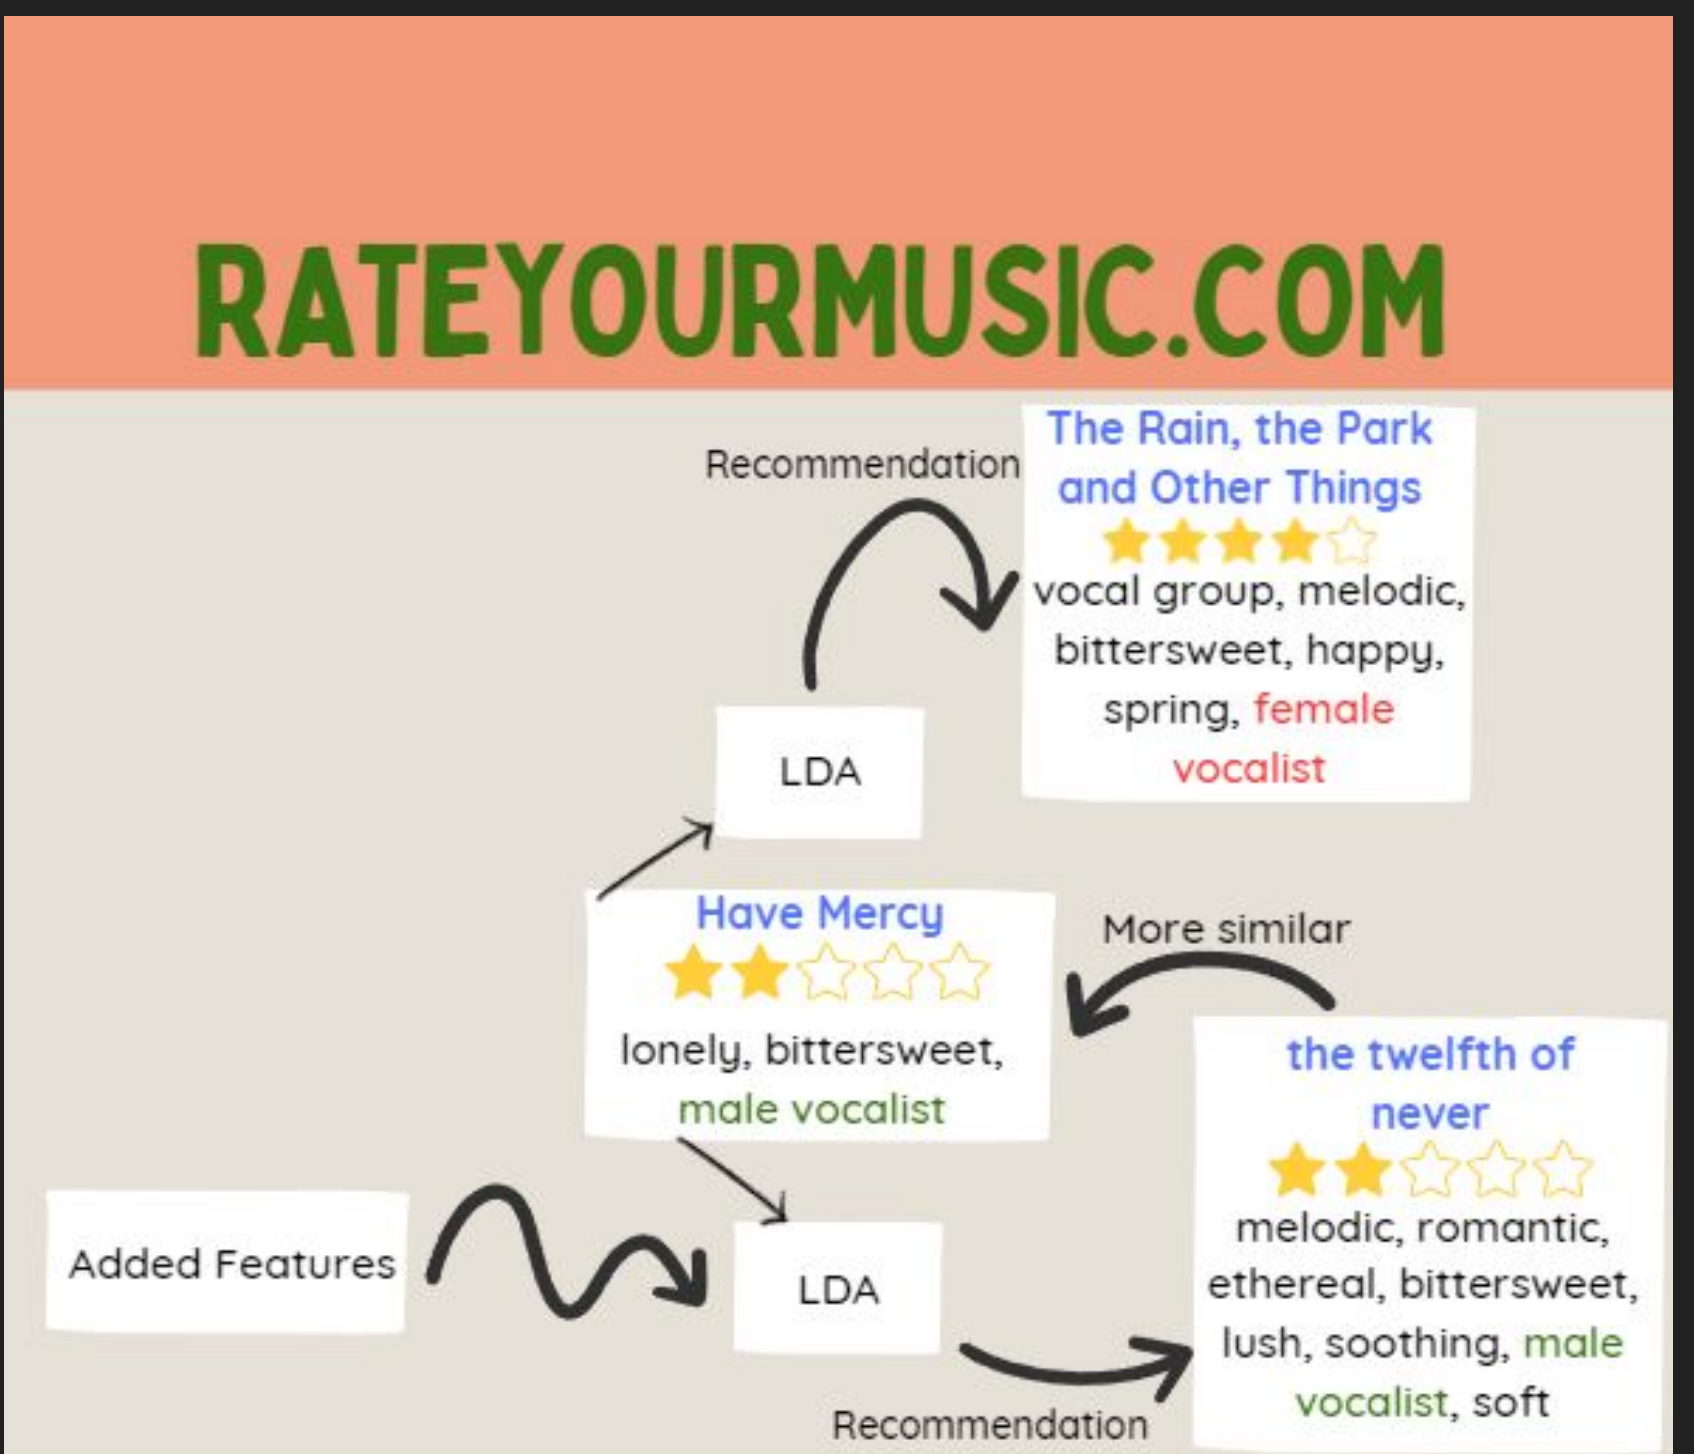 RATEYOURMUSIC.COM
Recommendation
The Rain, the Park
and Other Things
vocal group, melodic,
bittersweet, happy,
spring, female
vocalist
LDA
Have Mercy
lonely, bittersweet,
male vocalist
More similar
the twelfth of
never
melodic, romantic,
ethereal, bittersweet,
lush, soothing, male
vocalist, soft
Added Features
LDA
Recommendation